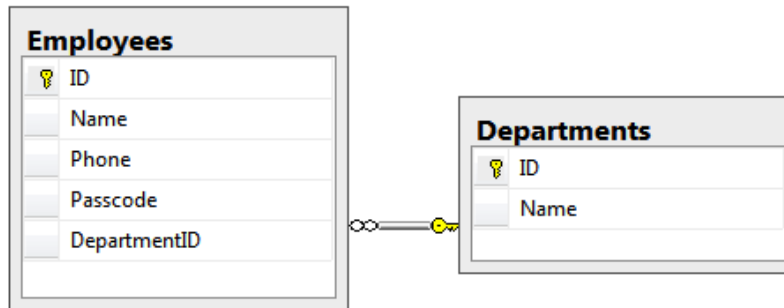 Employees
ID
Name
Phone
Passcode
DepartmentID
Departments
ID
Name